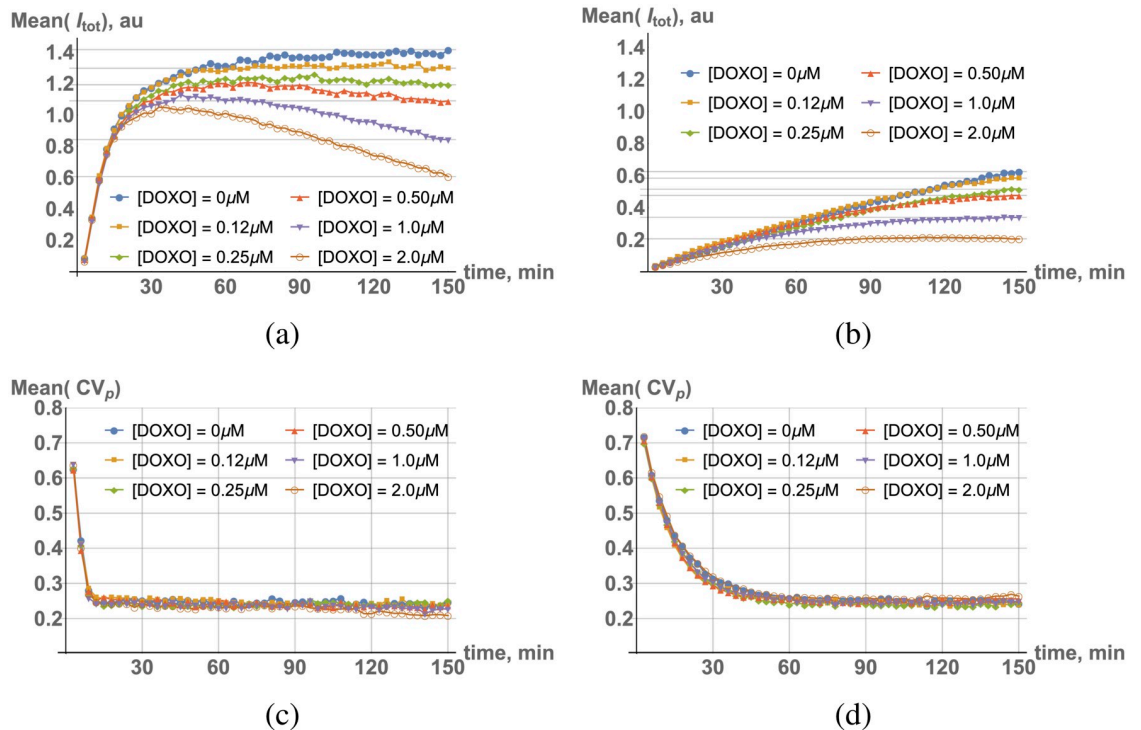 Mean( Itot), au
1.4
1.2
1.0
0.8
0.6
0.4
0.2
[DOXO] = 0μM
[DOXO] = 0.50μM
[DOXO] = 0.12μM
[DOXO] = 1.0μM
[DOXO] = 0.25μM
[DOXO] = 2.0μM
30 60 90 120 150
time, min
(a)
Mean( Itot), au
1.4
1.2
1.0
0.8
0.6
0.4
0.2
[DOXO] = 0μM
[DOXO] = 0.50μM
[DOXO] = 0.12μM
[DOXO] = 1.0μM
[DOXO] = 0.25μM
[DOXO] = 2.0μM
30 60 90 120 150
time, min
(b)
Mean( CVp)
0.8
0.7
0.6
0.5
0.4
0.3
0.2
[DOXO] = 0μM
[DOXO] = 0.50μM
[DOXO] = 0.12μM
[DOXO] = 1.0μM
[DOXO] = 0.25μM
[DOXO] = 2.0μM
30 60 90 120 150
time, min
(c)
Mean( CVp)
0.8
0.7
0.6
0.5
0.4
0.3
0.2
[DOXO] = 0μM
[DOXO] = 0.50μM
[DOXO] = 0.12μM
[DOXO] = 1.0μM
[DOXO] = 0.25μM
[DOXO] = 2.0μM
30 60 90 120 150
time, min
(d)